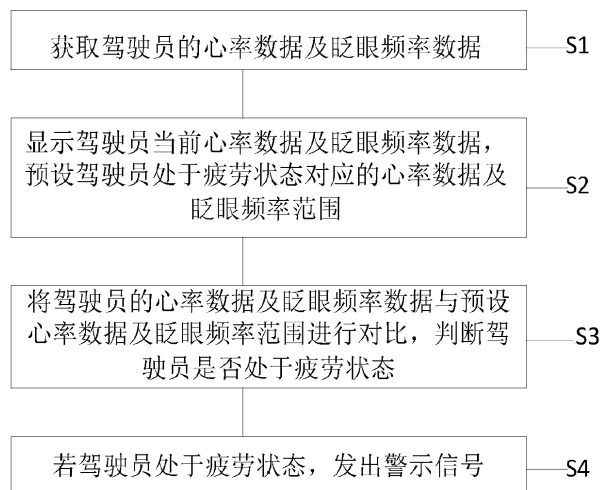 获取驾驶员的心率数据及眨眼频率数据
S1
显示驾驶员当前心率数据及眨眼频率数据，
预设驾驶员处于疲劳状态对应的心率数据及
眨眼频率范围
S2
将驾驶员的心率数据及眨眼频率数据与预设
心率数据及眨眼频率范围进行对比，判断驾
驶员是否处于疲劳状态
S3
若驾驶员处于疲劳状态，发出警示信号
S4